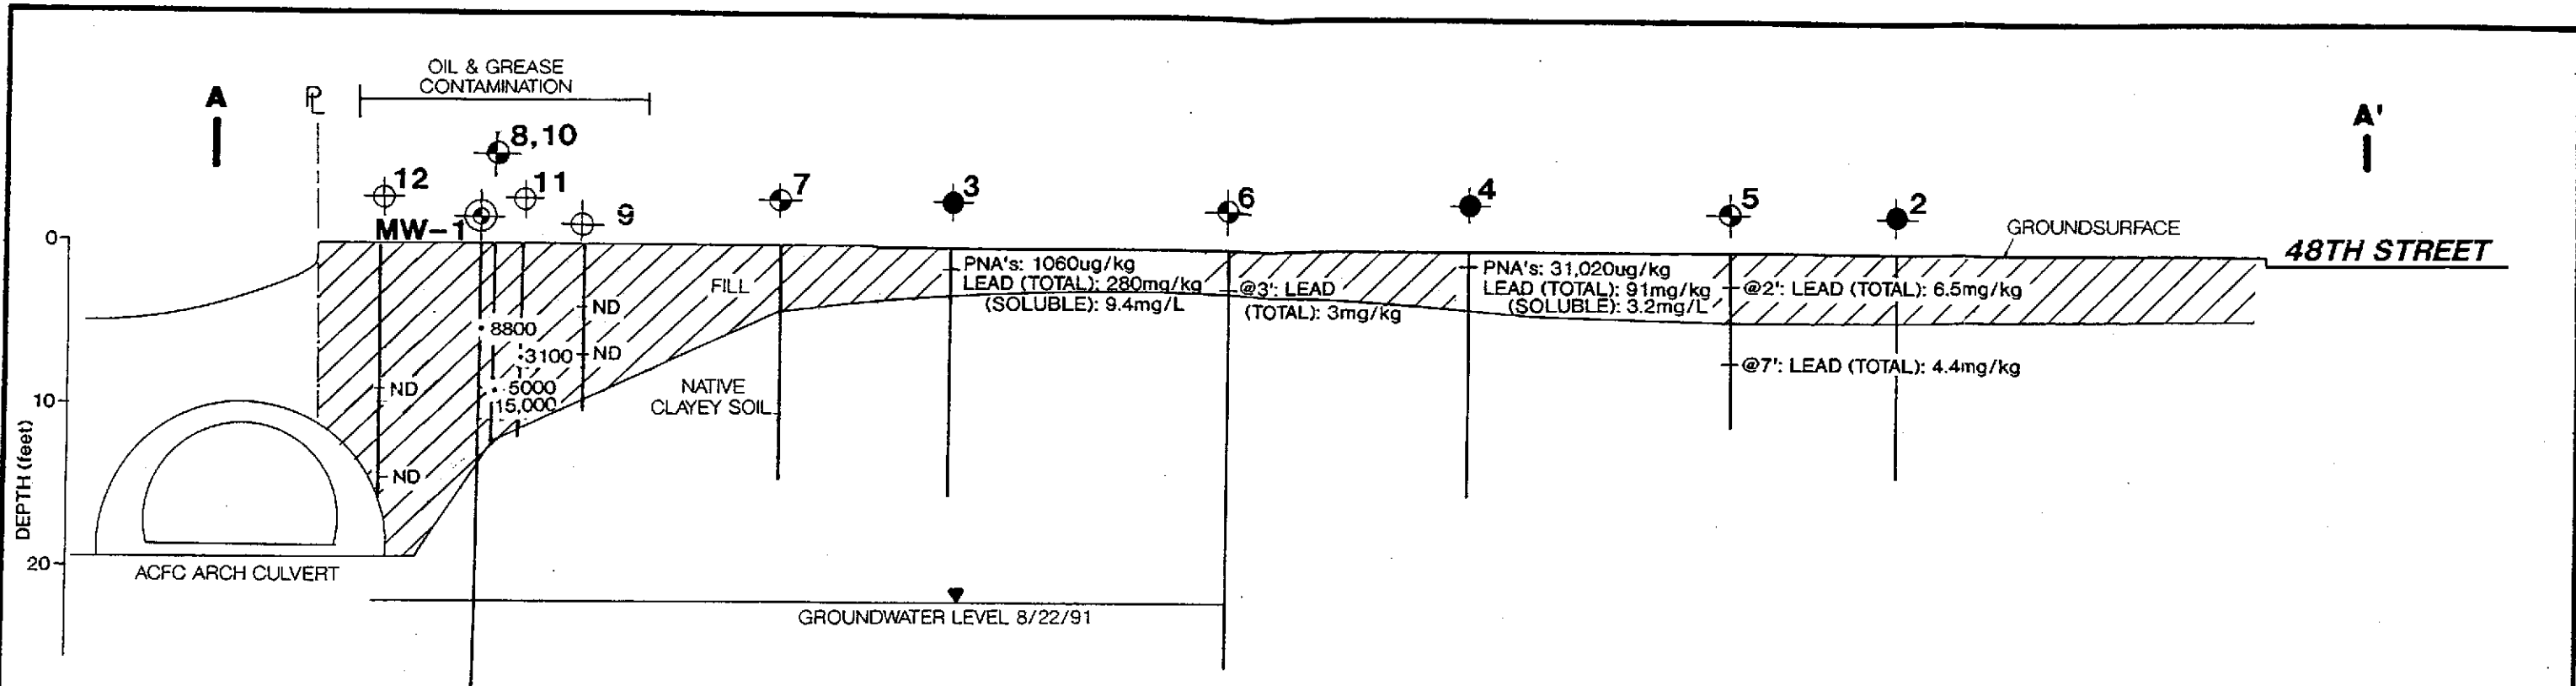 OIL & GREASE
CONTAMINATION
A
PL
A'
8,10
12
11
7
3
6
4
5
2
MW-1
9
GROUNDSURFACE
48TH STREET
0
FILL
PNA's: 1060ug/kg
LEAD (TOTAL): 280mg/kg
(SOLUBLE): 9.4mg/L
@3': LEAD
(TOTAL): 3mg/kg
PNA's: 31,020ug/kg
LEAD (TOTAL): 91mg/kg
(SOLUBLE): 3.2mg/L
@2': LEAD (TOTAL): 6.5mg/kg
@7': LEAD (TOTAL): 4.4mg/kg
ND
8800
3100
ND
5000
15,000
ND
NATIVE
CLAYEY SOIL
10
ND
DEPTH (feet)
20
ACFC ARCH CULVERT
GROUNDWATER LEVEL 8/22/91